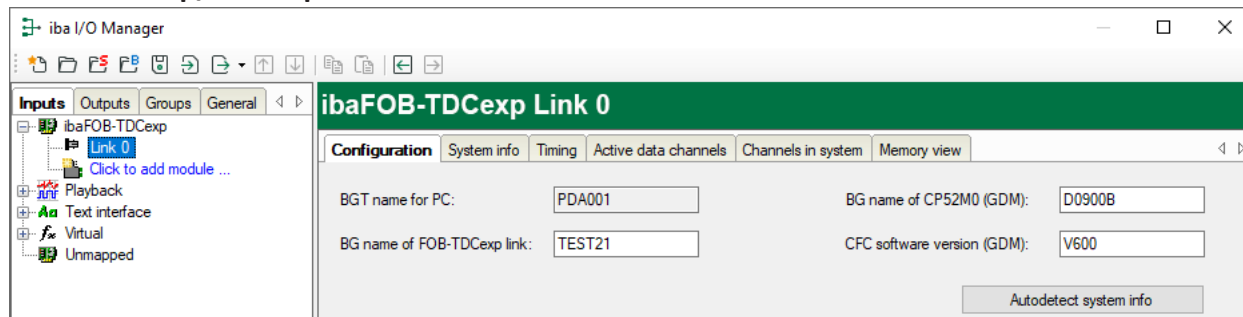 iba I/O Manager
Inputs Outputs Groups General
ibaFOB-TDCexp
Link 0
Click to add module ...
Playback
Text interface
Virtual
Unmapped
ibaFOB-TDCexp Link 0
Configuration System info Timing Active data channels Channels in system Memory view
BGT name for PC: PDA001 BG name of CP52M0 (GDM): D0900B
BG name of FOB-TDCexp link: TEST21 CFC software version (GDM): V600
Autodetect system info